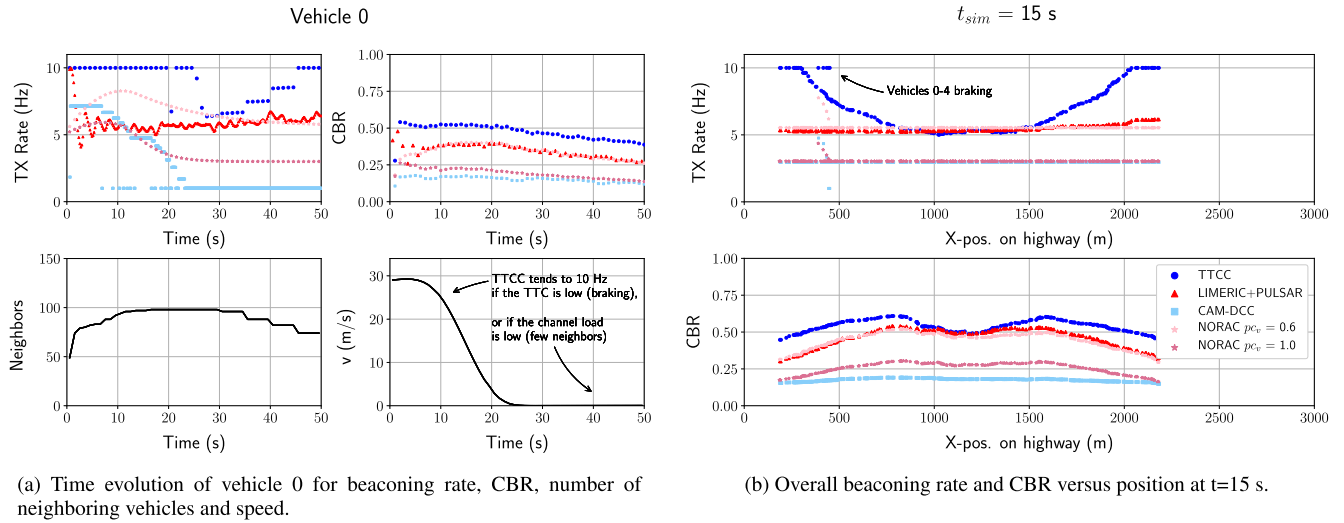 Vehicle 0
t_sim = 15 s
TX Rate (Hz)
10
5
0
0 10 20 30 40 50
Time (s)
CBR
1.00
0.75
0.50
0.25
0.00
0 10 20 30 40 50
Time (s)
Neighbors
150
100
50
0
0 10 20 30 40 50
Time (s)
v (m/s)
30
20
10
0
0 10 20 30 40 50
Time (s)
TTCC tends to 10 Hz
if the TTC is low (braking),
or if the channel load
is low (few neighbors)
(a) Time evolution of vehicle 0 for beaconing rate, CBR, number of
neighboring vehicles and speed.
TX Rate (Hz)
10
5
0
Vehicles 0-4 braking
0 500 1000 1500 2000 2500 3000
X-pos. on highway (m)
CBR
1.00
0.75
0.50
0.25
0.00
TTCC
LIMERIC+PULSAR
CAM-DCC
NORAC pc_v = 0.6
NORAC pc_v = 1.0
0 500 1000 1500 2000 2500 3000
X-pos. on highway (m)
(b) Overall beaconing rate and CBR versus position at t=15 s.